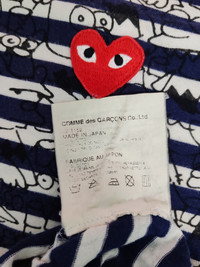 COMME des GARÇONS Co., Ltd.
MADE IN JAPAN
FABRIQUÉ AU JAPON